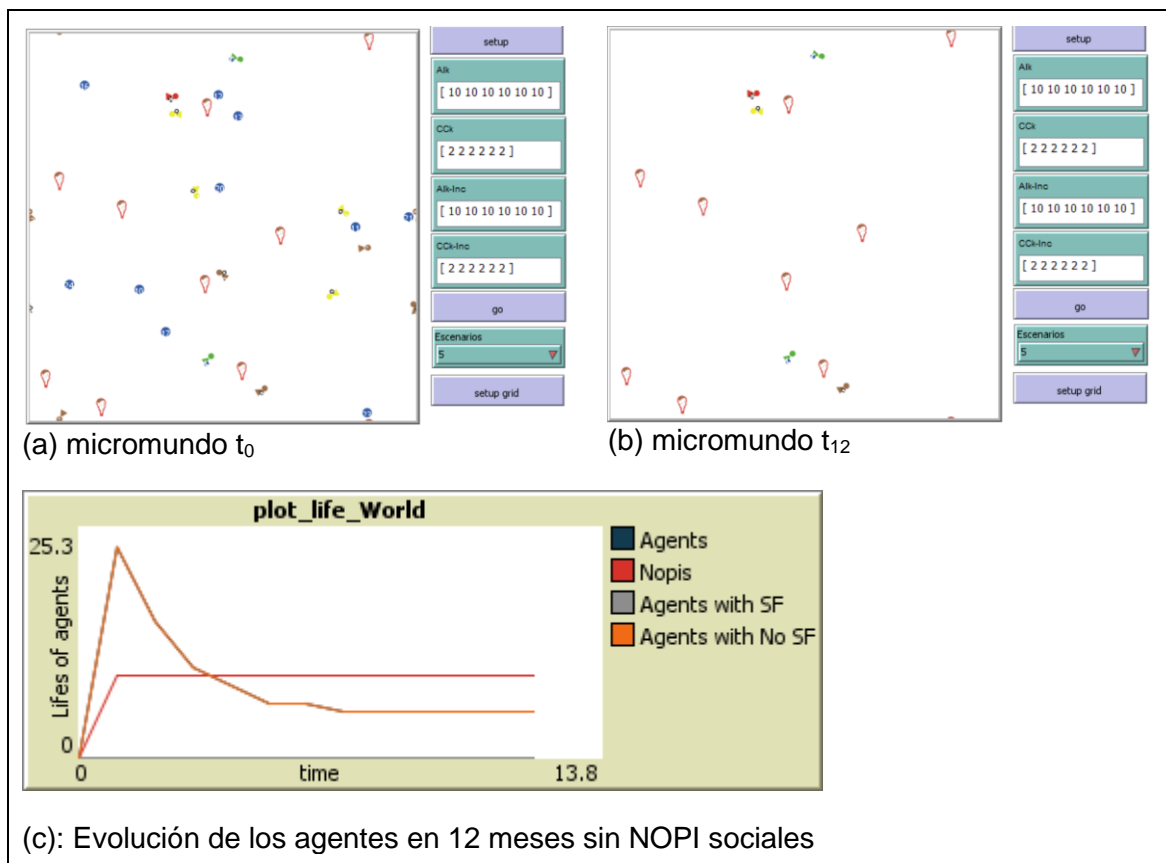 setup
Alk
[ 10 10 10 10 10 10 ]
CCk
[ 2 2 2 2 2 2 ]
Alk-Inc
[ 10 10 10 10 10 10 ]
CCk-Inc
[ 2 2 2 2 2 2 ]
go
Escenarios
5
setup grid
(a) micromundo t0
setup
Alk
[ 10 10 10 10 10 10 ]
CCk
[ 2 2 2 2 2 2 ]
Alk-Inc
[ 10 10 10 10 10 10 ]
CCk-Inc
[ 2 2 2 2 2 2 ]
go
Escenarios
5
setup grid
(b) micromundo t12
plot_life_World
25.3
Lifes of agents
0
0
time
13.8
Agents
Nopis
Agents with SF
Agents with No SF
(c): Evolución de los agentes en 12 meses sin NOPI sociales